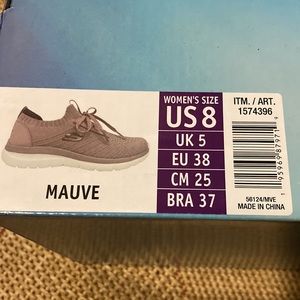 WOMEN'S SIZE
US 8
UK 5
EU 38
CM 25
BRA 37
MAUVE
ITM. / ART.
1574396
56124/MVE
MADE IN CHINA